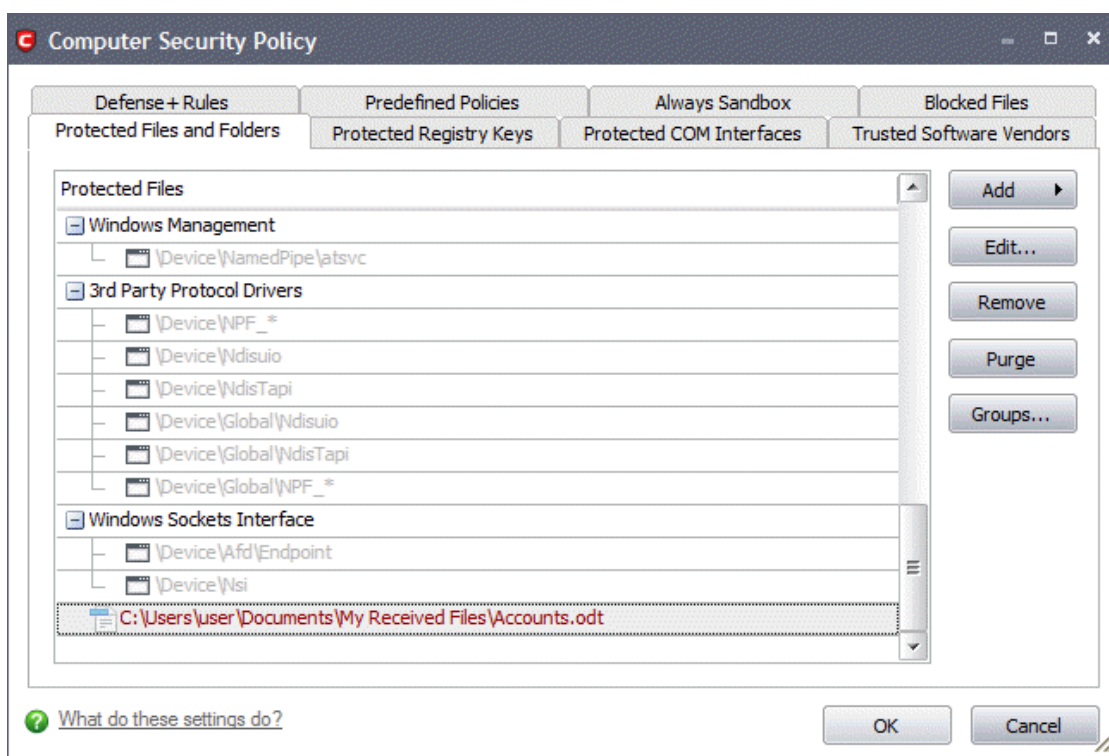 Computer Security Policy
Defense+ Rules
Predefined Policies
Always Sandbox
Blocked Files
Protected Files and Folders
Protected Registry Keys
Protected COM Interfaces
Trusted Software Vendors
Protected Files
Windows Management
\Device\NamedPipe\atsvc
3rd Party Protocol Drivers
\Device\NPF_*
\Device\Ndisuio
\Device\NdisTapi
\Device\Global\Ndisuio
\Device\Global\NdisTapi
\Device\Global\NPF_*
Windows Sockets Interface
\Device\Afd\Endpoint
\Device\Nsi
C:\Users\user\Documents\My Received Files\Accounts.odt
Add
Edit...
Remove
Purge
Groups...
What do these settings do?
OK
Cancel